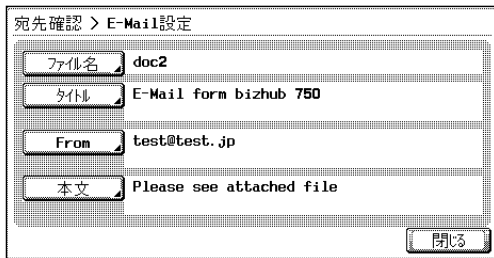 宛先確認 > E-Mail設定
ファイル名 doc2
タイトル E-Mail form bizhub 750
From test@test.jp
本文 Please see attached file
閉じる